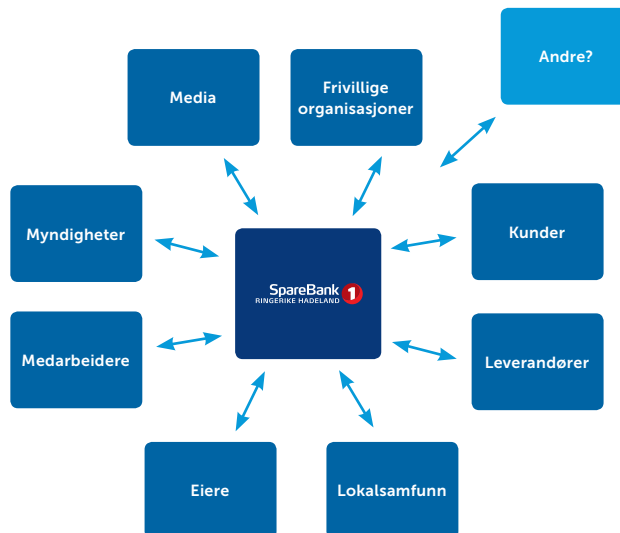 Andre?
Media
Frivillige
organisasjoner
Myndigheter
Kunder
SpareBank 1
RINGERIKE HADELAND
Medarbeidere
Leverandører
Eiere
Lokalsamfunn